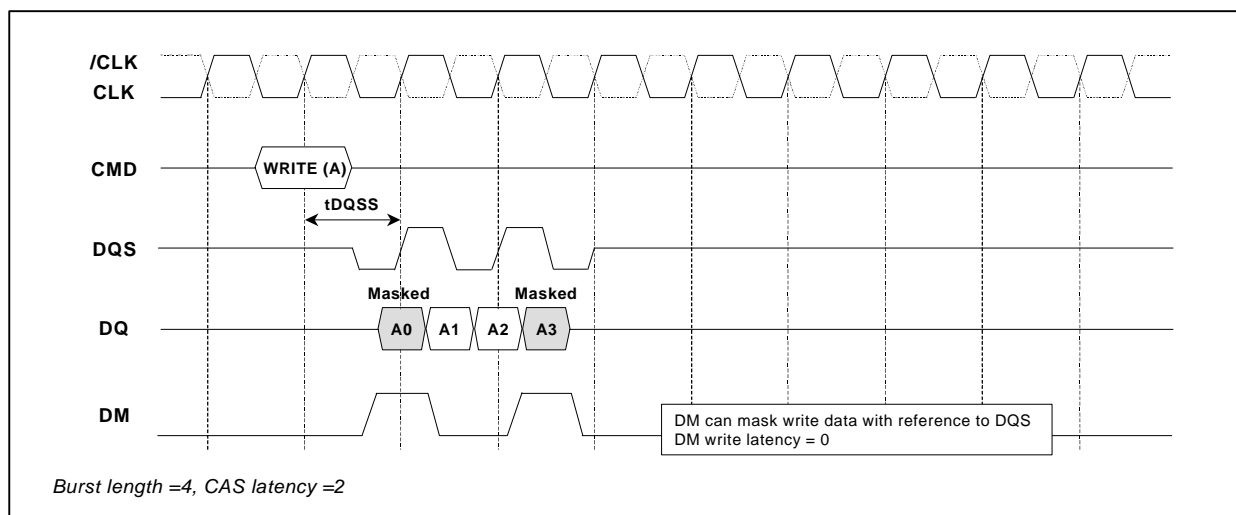 /CLK
CLK
CMD
WRITE (A)
tDQSS
DQS
Masked Masked
DQ
A0 A1 A2 A3
DM
DM can mask write data with reference to DQS
DM write latency = 0
Burst length =4, CAS latency =2